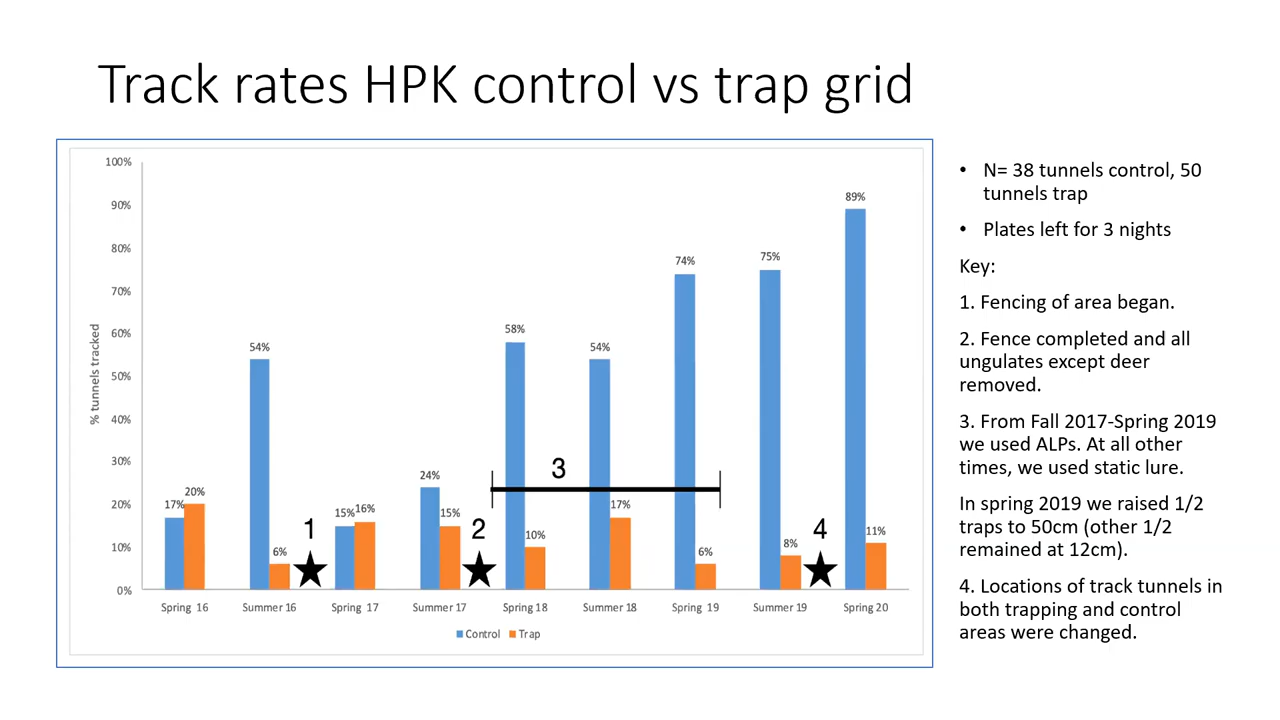 Track rates HPK control vs trap grid
100%
90%
80%
70%
60%
50%
40%
30%
20%
10%
0%
% tunnels tracked
17%
20%
54%
6%
1
15%
16%
24%
15%
2
58%
10%
3
54%
17%
74%
6%
75%
8%
4
89%
11%
Spring 16
Summer 16
Spring 17
Summer 17
Spring 18
Summer 18
Spring 19
Summer 19
Spring 20
Control
Trap
• N= 38 tunnels control, 50
tunnels trap
• Plates left for 3 nights
Key:
1. Fencing of area began.
2. Fence completed and all
ungulates except deer
removed.
3. From Fall 2017-Spring 2019
we used ALPs. At all other
times, we used static lure.
In spring 2019 we raised 1/2
traps to 50cm (other 1/2
remained at 12cm).
4. Locations of track tunnels in
both trapping and control
areas were changed.